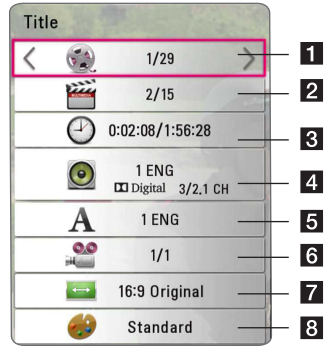 Title
1/29
1
MULTIMEDIA
2/15
2
0:02:08/1:56:28
3
1 ENG
Digital 3/2.1 CH
4
A
1 ENG
5
1/1
6
16:9 Original
7
Standard
8